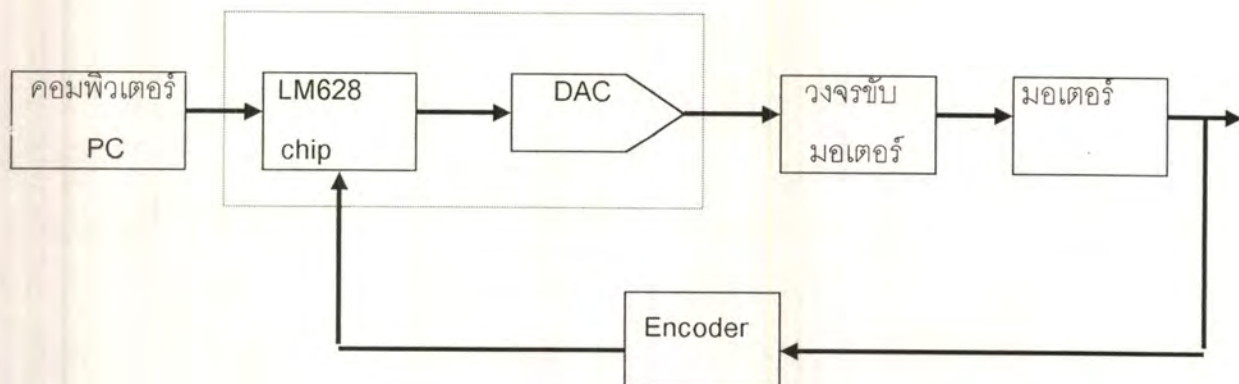 คอมพิวเตอร์
PC
LM628
chip
DAC
วงจรขับ
มอเตอร์
มอเตอร์
Encoder